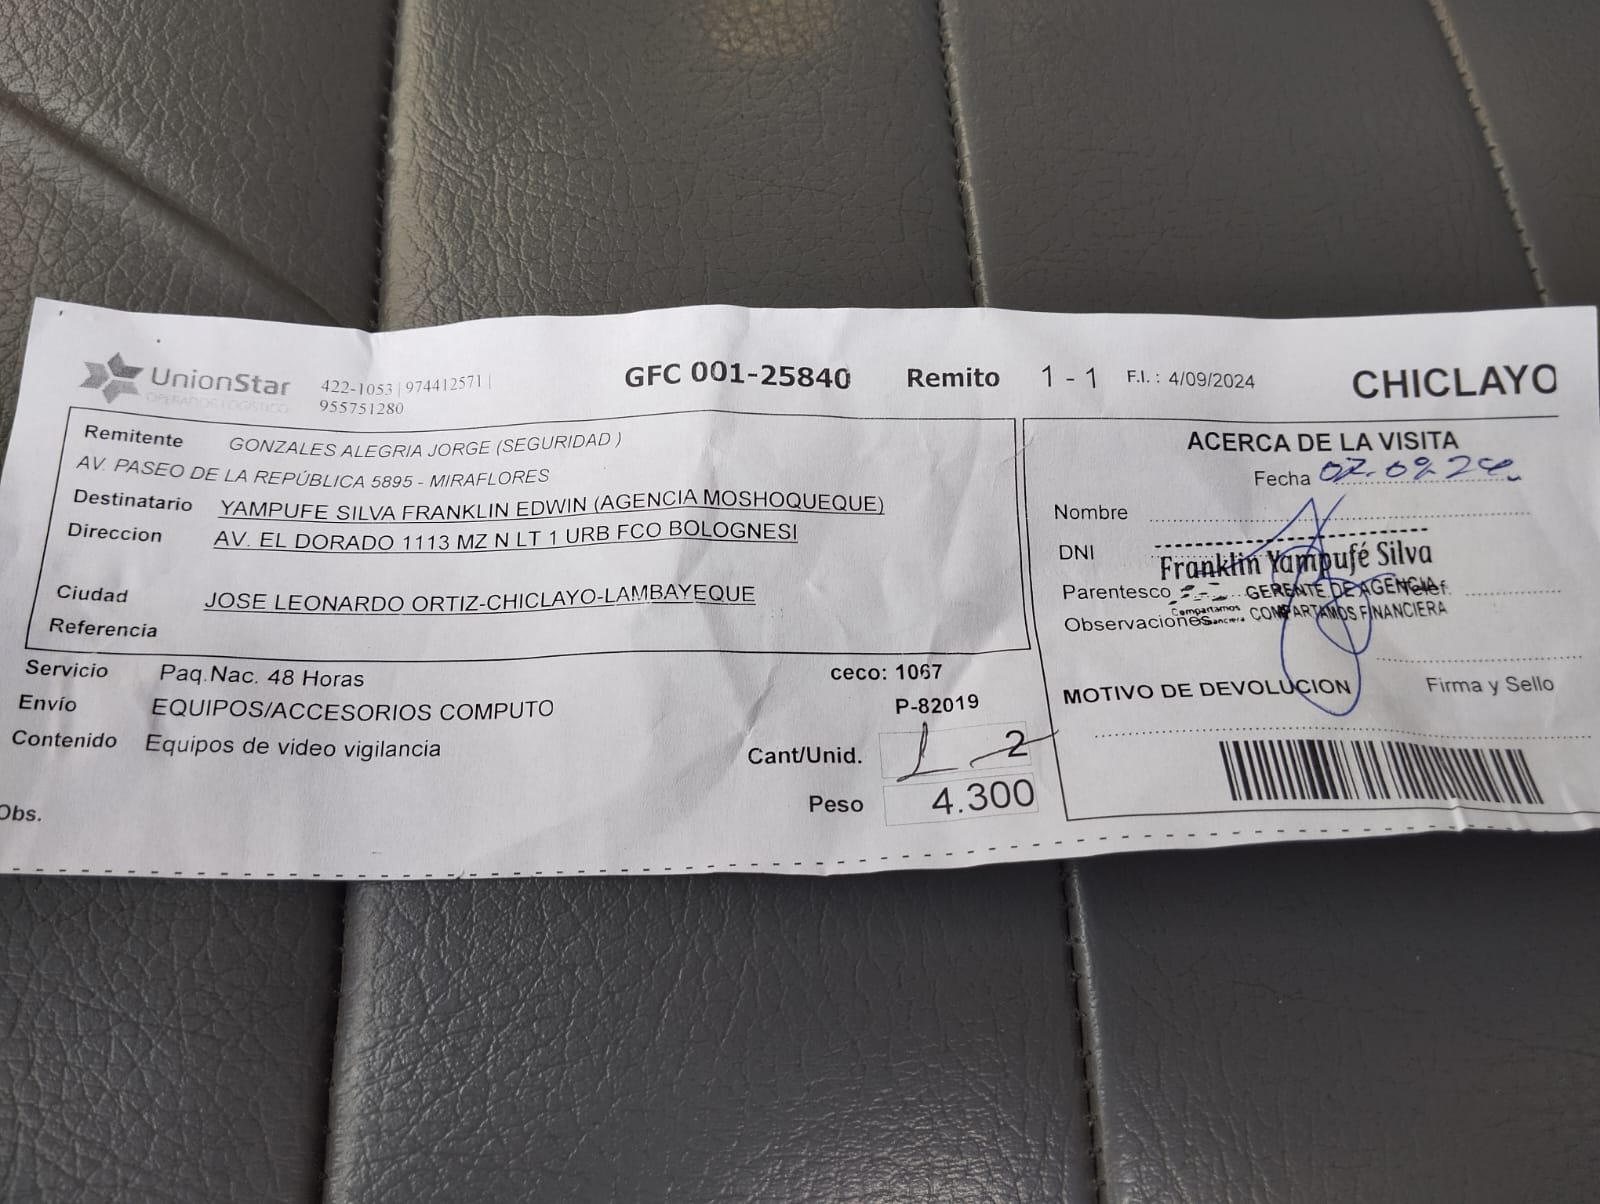 UnionStar
OPERADOR LOGÍSTICO
422-1053 | 974412571 |
955751280
GFC 001-25840
Remito 1 - 1
F.I. : 4/09/2024
CHICLAYO
Remitente GONZALES ALEGRIA JORGE (SEGURIDAD )
AV. PASEO DE LA REPÚBLICA 5895 - MIRAFLORES
Destinatario YAMPUFE SILVA FRANKLIN EDWIN (AGENCIA MOSHOQUEQUE)
Direccion AV. EL DORADO 1113 MZ N LT 1 URB FCO BOLOGNESI
Ciudad JOSE LEONARDO ORTIZ-CHICLAYO-LAMBAYEQUE
Referencia
Servicio Paq.Nac. 48 Horas
ceco: 1067
Envío EQUIPOS/ACCESORIOS COMPUTO
P-82019
Contenido Equipos de video vigilancia
Cant/Unid. 2
Peso 4.300
Obs.
ACERCA DE LA VISITA
Fecha
Nombre
DNI
Franklin Yampufé Silva
Parentesco GERENTE DE AGENCIA
Observaciones Compartamos COMPARTAMOS FINANCIERA
MOTIVO DE DEVOLUCION
Firma y Sello